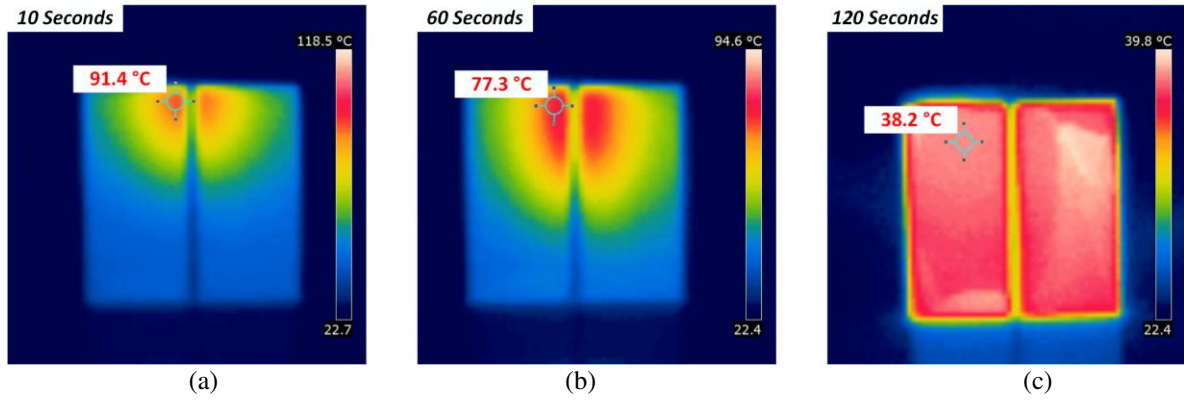 10 Seconds
118.5 °C
91.4 °C
22.7
(a)
60 Seconds
94.6 °C
77.3 °C
22.4
(b)
120 Seconds
39.8 °C
38.2 °C
22.4
(c)